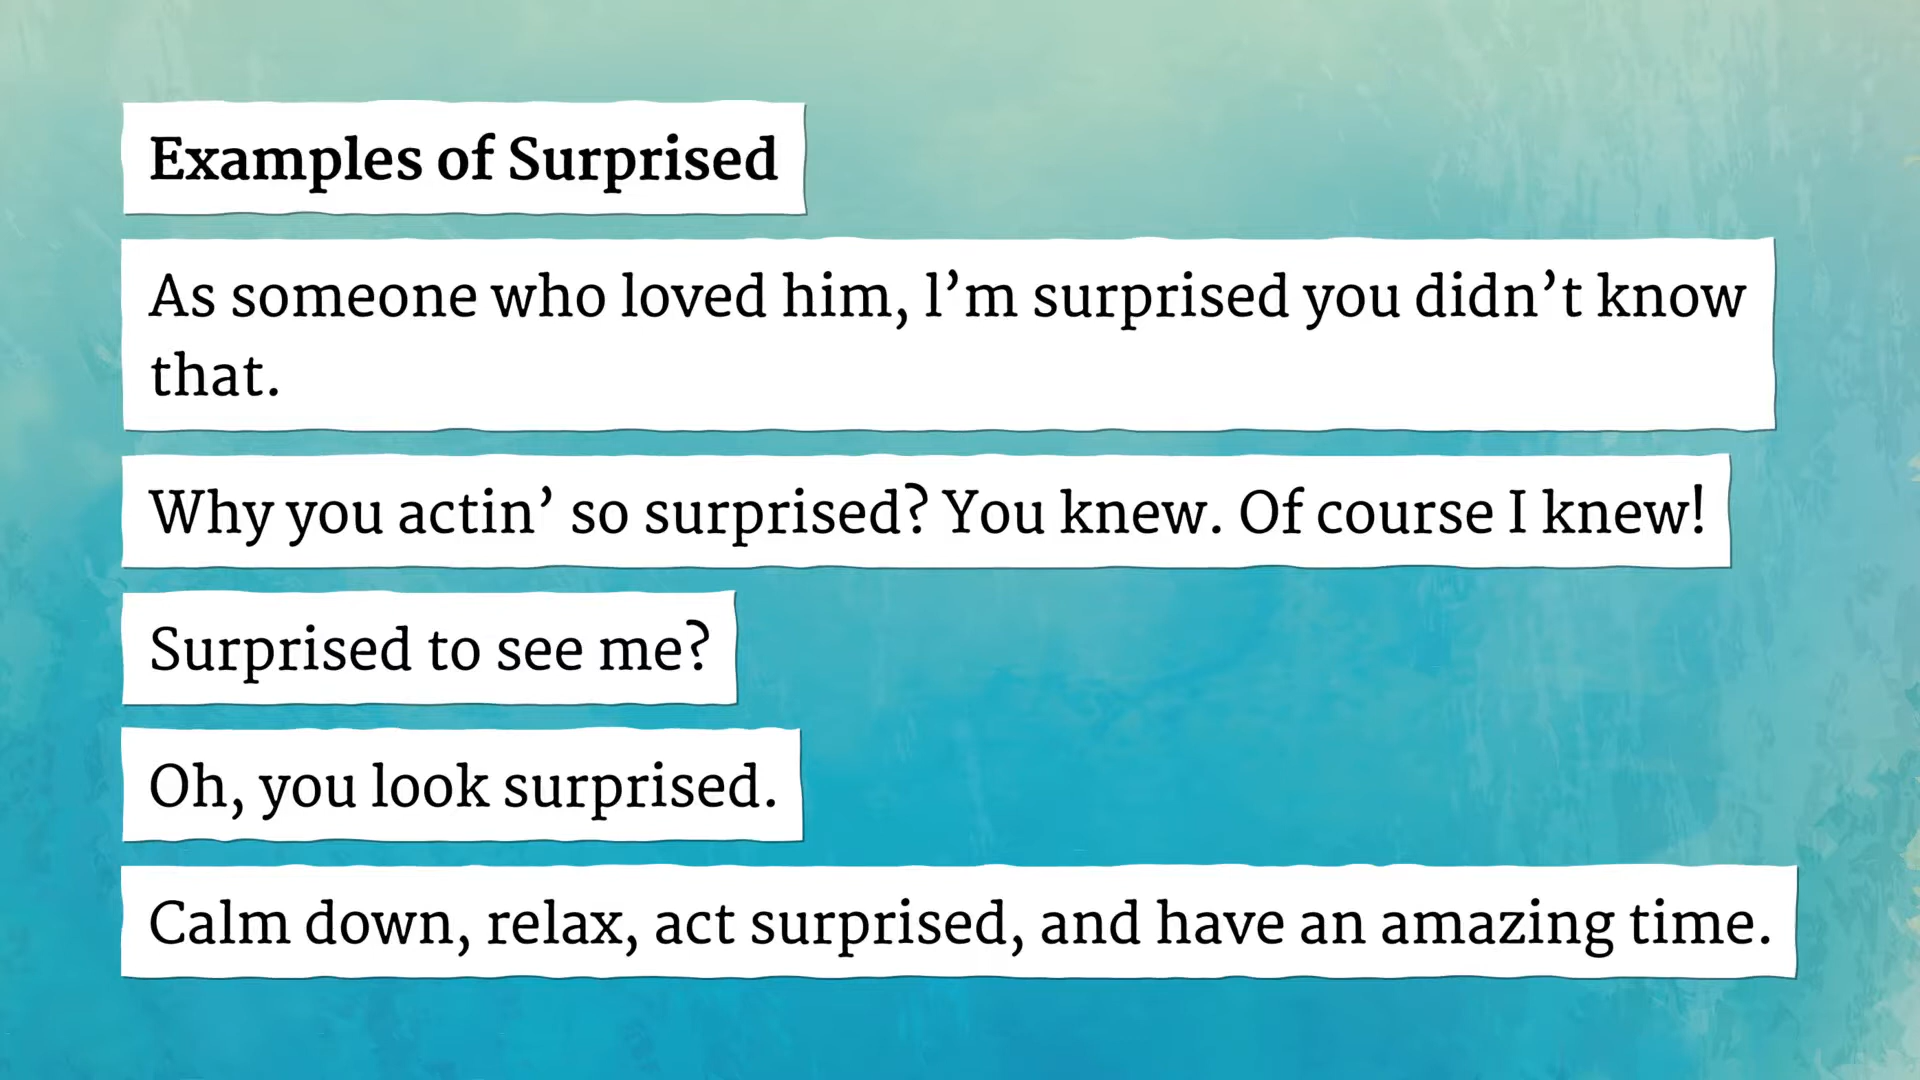 Examples of Surprised
As someone who loved him, l’m surprised you didn’t know
that.
Why you actin’ so surprised? You knew. Of course I knew!
Surprised to see me?
Oh, you look surprised.
Calm down, relax, act surprised, and have an amazing time.